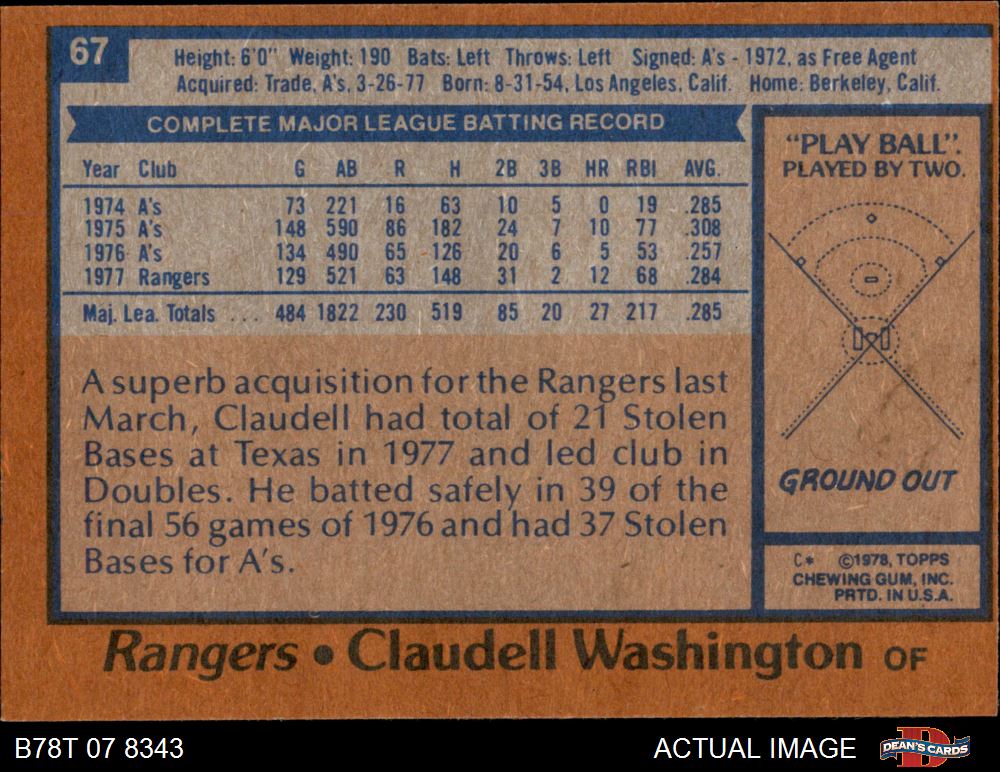 67
Height: 6'0" Weight: 190 Bats: Left Throws: Left Signed: A's - 1972, as Free Agent
Acquired: Trade, A's, 3-26-77 Born: 8-31-54, Los Angeles, Calif. Home: Berkeley, Calif.
COMPLETE MAJOR LEAGUE BATTING RECORD
Year Club G AB R H 2B 3B HR RBI AVG.
1974 A's 73 221 16 63 10 5 0 19 .285
1975 A's 148 590 86 182 24 7 10 77 .308
1976 A's 134 490 65 126 20 6 5 53 .257
1977 Rangers 129 521 63 148 31 2 12 68 .284
Maj. Lea. Totals ... 484 1822 230 519 85 20 27 217 .285
A superb acquisition for the Rangers last
March, Claudell had total of 21 Stolen
Bases at Texas in 1977 and led club in
Doubles. He batted safely in 39 of the
final 56 games of 1976 and had 37 Stolen
Bases for A's.
"PLAY BALL".
PLAYED BY TWO.
GROUND OUT
C* ©1978, TOPPS
CHEWING GUM, INC.
PRTD. IN U.S.A.
Rangers • Claudell Washington OF
B78T 07 8343
ACTUAL IMAGE
D
DEAN'S CARDS